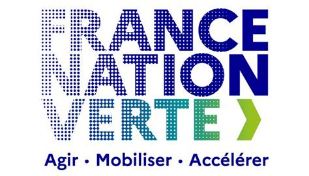 FRANCE
NATION
VERTE >
Agir • Mobiliser • Accélérer